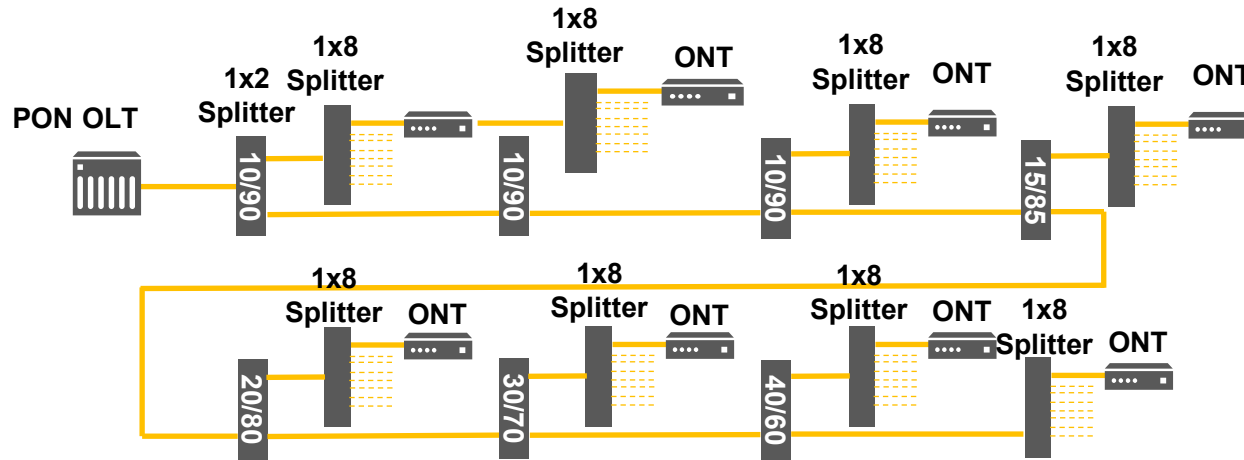 1x8
Splitter
1x8
Splitter
ONT
1x8
Splitter
ONT
1x8
Splitter
ONT
1x2
Splitter
PON OLT
10/90
10/90
10/90
15/85
1x8
Splitter
ONT
1x8
Splitter
ONT
1x8
Splitter
ONT
1x8
Splitter
ONT
20/80
30/70
40/60